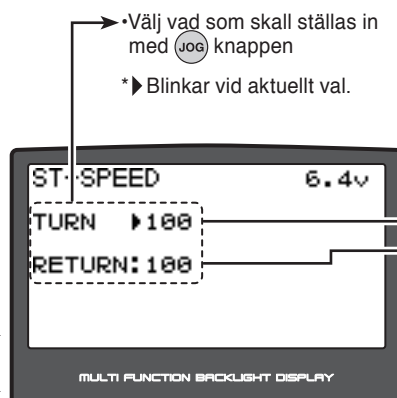 •Välj vad som skall ställas in
med JOG knappen
*▶Blinkar vid aktuellt val.
ST-SPEED 6.4v
TURN ▶100
RETURN:100
MULTI FUNCTION BACKLIGHT DISPLAY